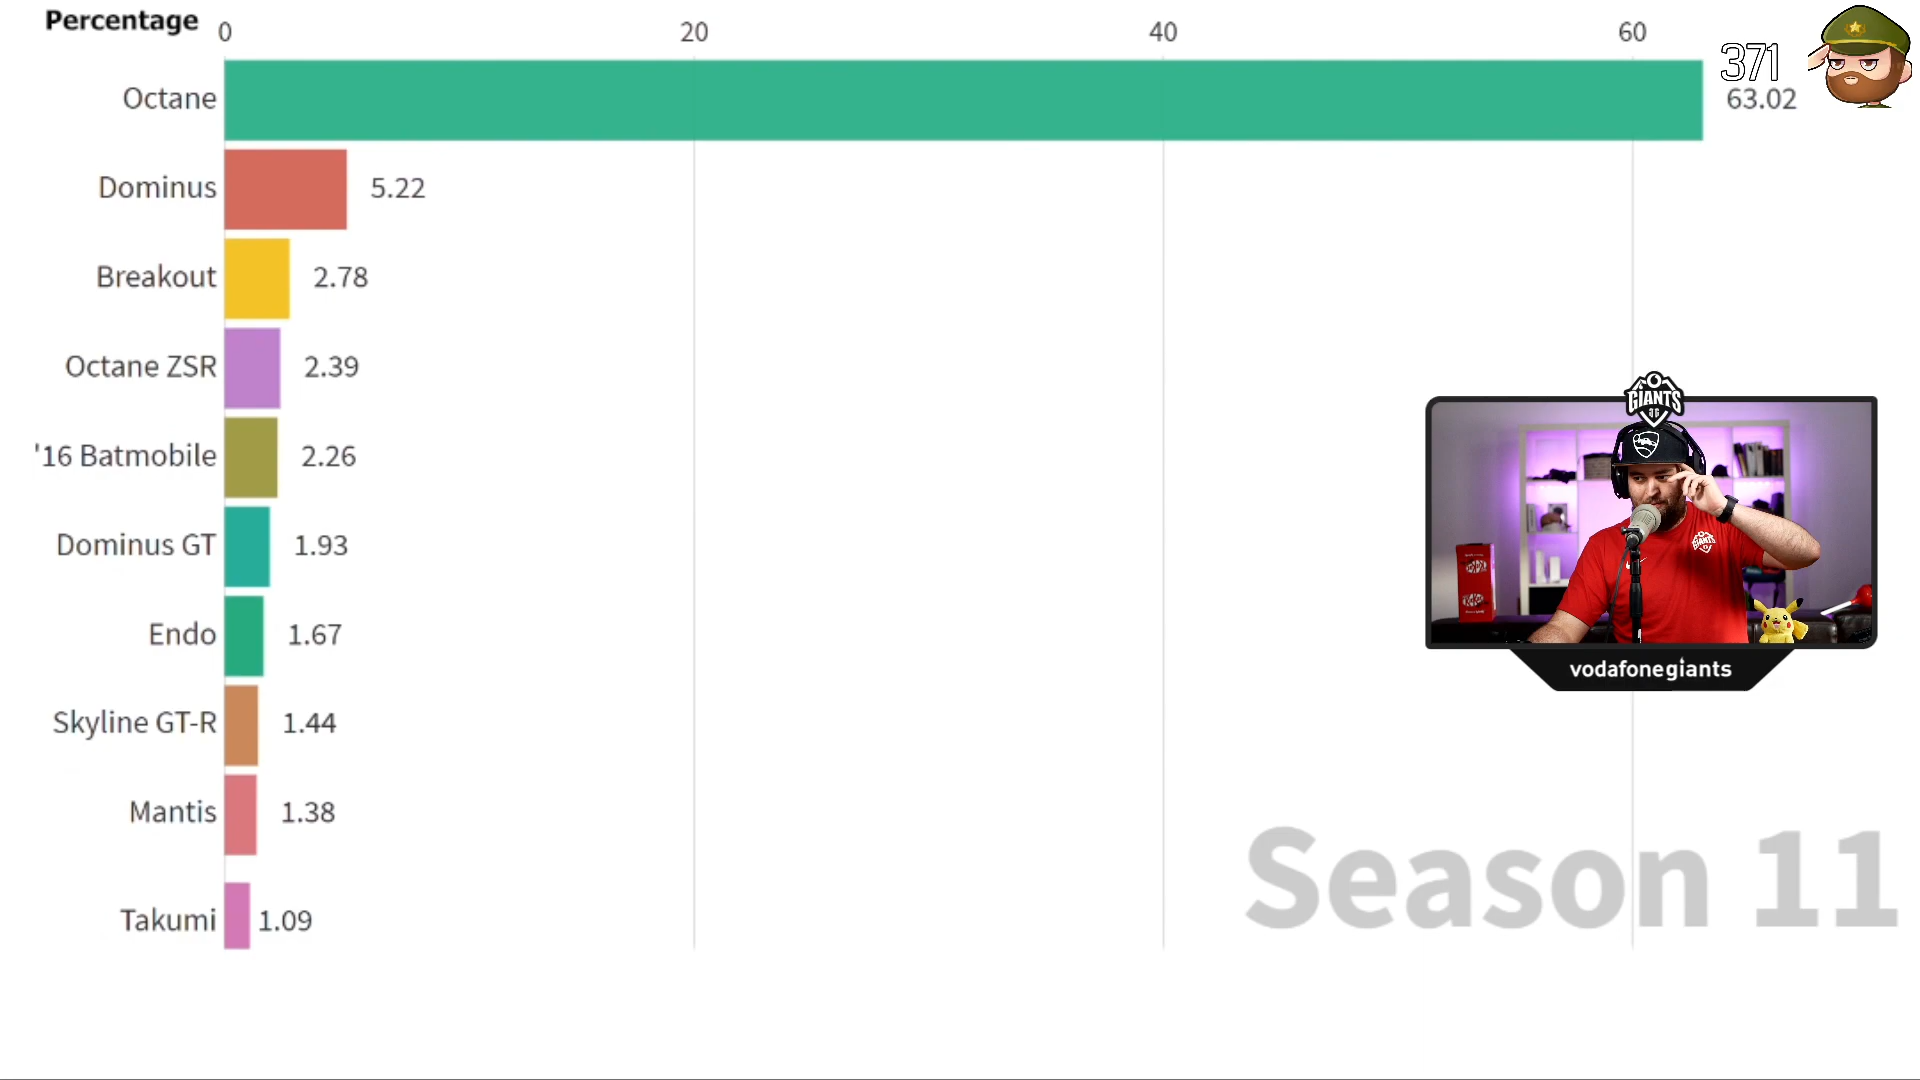 Percentage
0 20 40 60
371
Octane 63.02
Dominus 5.22
Breakout 2.78
Octane ZSR 2.39
'16 Batmobile 2.26
GIANTS
Dominus GT 1.93
GIANTS
Endo 1.67
vodafonegiants
Skyline GT-R 1.44
Mantis 1.38
Season 11
Takumi 1.09